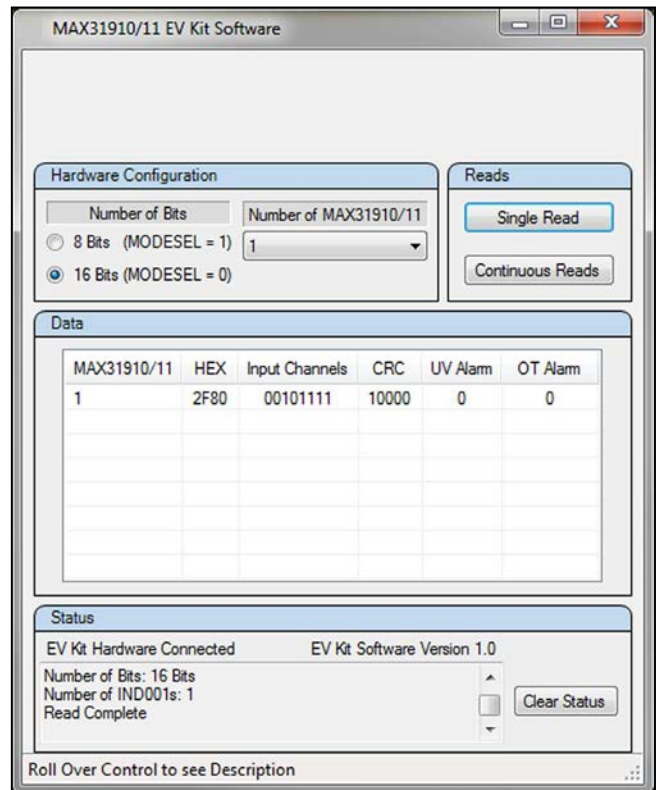 MAX31910/11 EV Kit Software
Hardware Configuration
Reads
Number of Bits
Number of MAX31910/11
8 Bits (MODESEL = 1)
1
16 Bits (MODESEL = 0)
Single Read
Continuous Reads
Data
MAX31910/11 HEX Input Channels CRC UV Alarm OT Alarm
1 2F80 00101111 10000 0 0
Status
EV Kit Hardware Connected EV Kit Software Version 1.0
Number of Bits: 16 Bits
Number of IND001s: 1
Read Complete
Clear Status
Roll Over Control to see Description